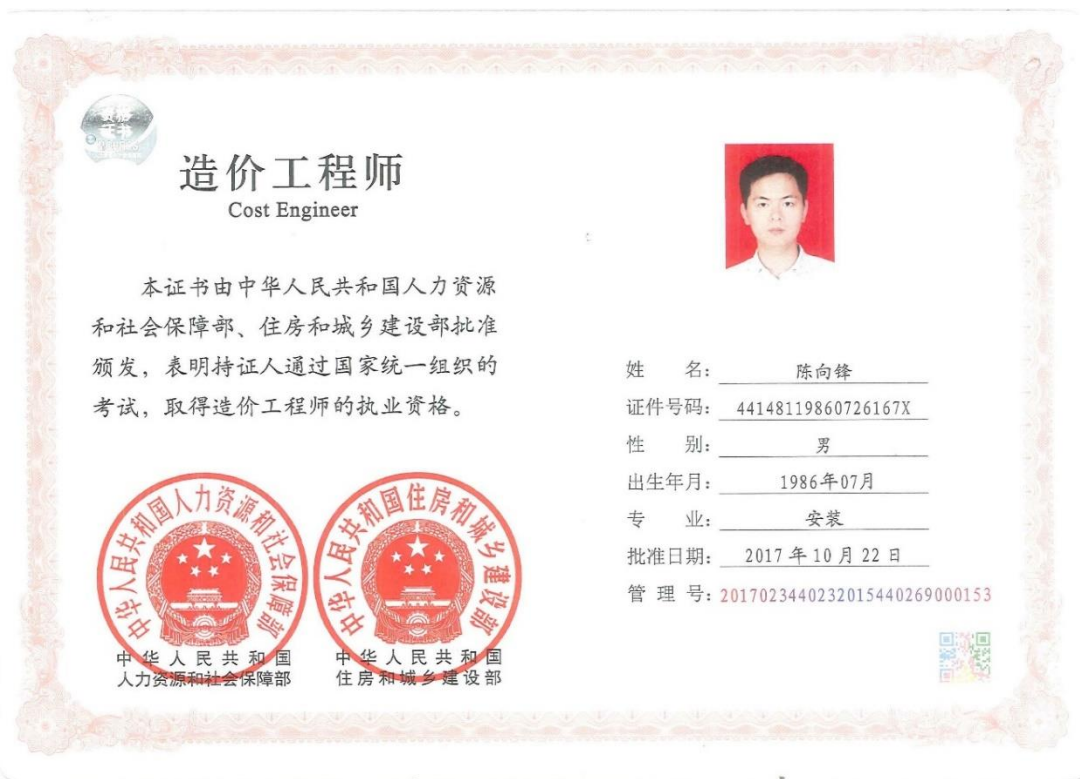 资格
证书
造价工程师
Cost Engineer
本证书由中华人民共和国人力资源
和社会保障部、住房和城乡建设部批准
颁发，表明持证人通过国家统一组织的
考试，取得造价工程师的执业资格。
中华人民共和国人力资源和社会保障部
中华人民共和国住房和城乡建设部
中华人民共和国
人力资源和社会保障部
中华人民共和国
住房和城乡建设部
姓 名： 陈向锋
证件号码： 44148119860726167X
性 别： 男
出生年月： 1986年07月
专 业： 安装
批准日期： 2017 年 10 月 22 日
管 理 号： 2017023440232015440269000153